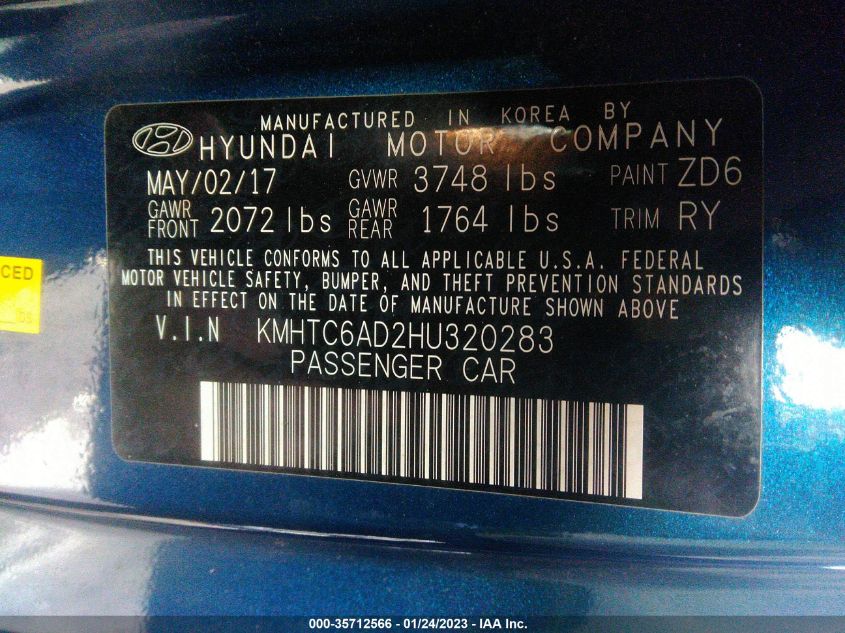 MANUFACTURED IN KOREA BY
HYUNDAI MOTOR COMPANY
MAY/02/17 GVWR 3748 lbs PAINT ZD6
GAWR FRONT 2072 lbs GAWR REAR 1764 lbs TRIM RY
THIS VEHICLE CONFORMS TO ALL APPLICABLE U.S.A. FEDERAL
MOTOR VEHICLE SAFETY, BUMPER, AND THEFT PREVENTION STANDARDS
IN EFFECT ON THE DATE OF MANUFACTURE SHOWN ABOVE
V.I.N KMHTC6AD2HU320283
PASSENGER CAR
CED
lbs
000-35712566 - 01/24/2023 - IAA Inc.